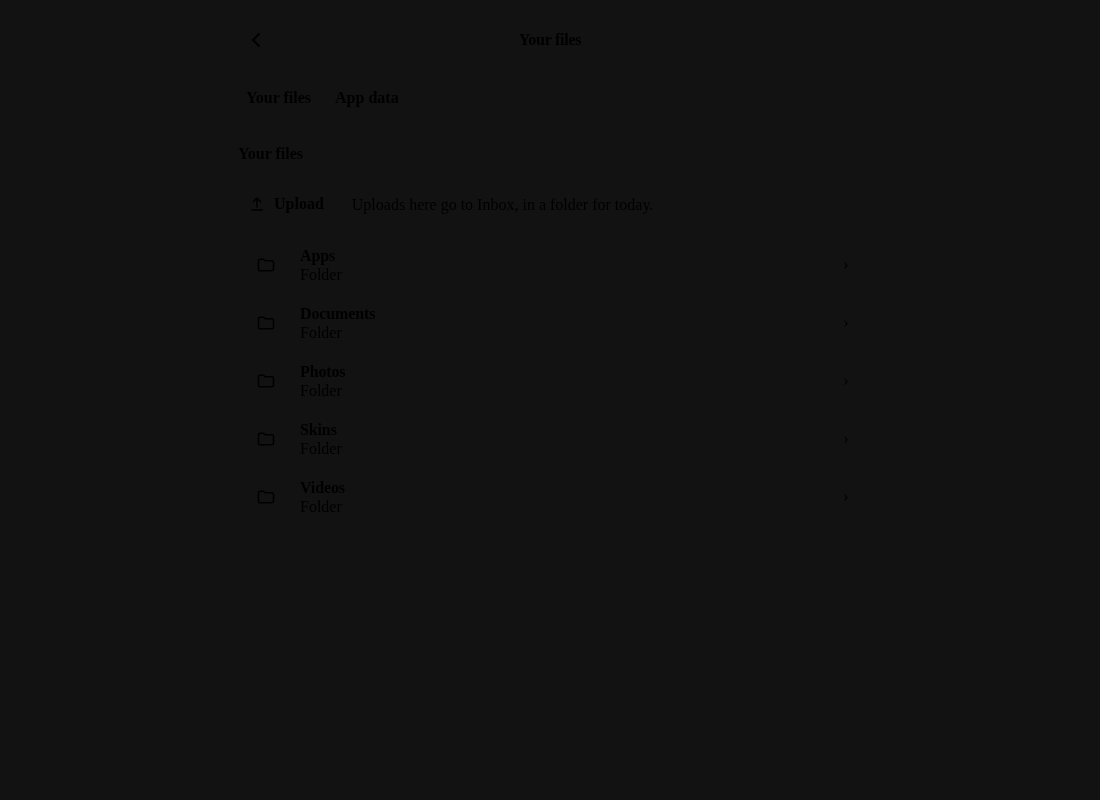 Your files
Your files App data
Your files
Upload Uploads here go to Inbox, in a folder for today.
Apps
Folder
Documents
Folder
Photos
Folder
Skins
Folder
Videos
Folder